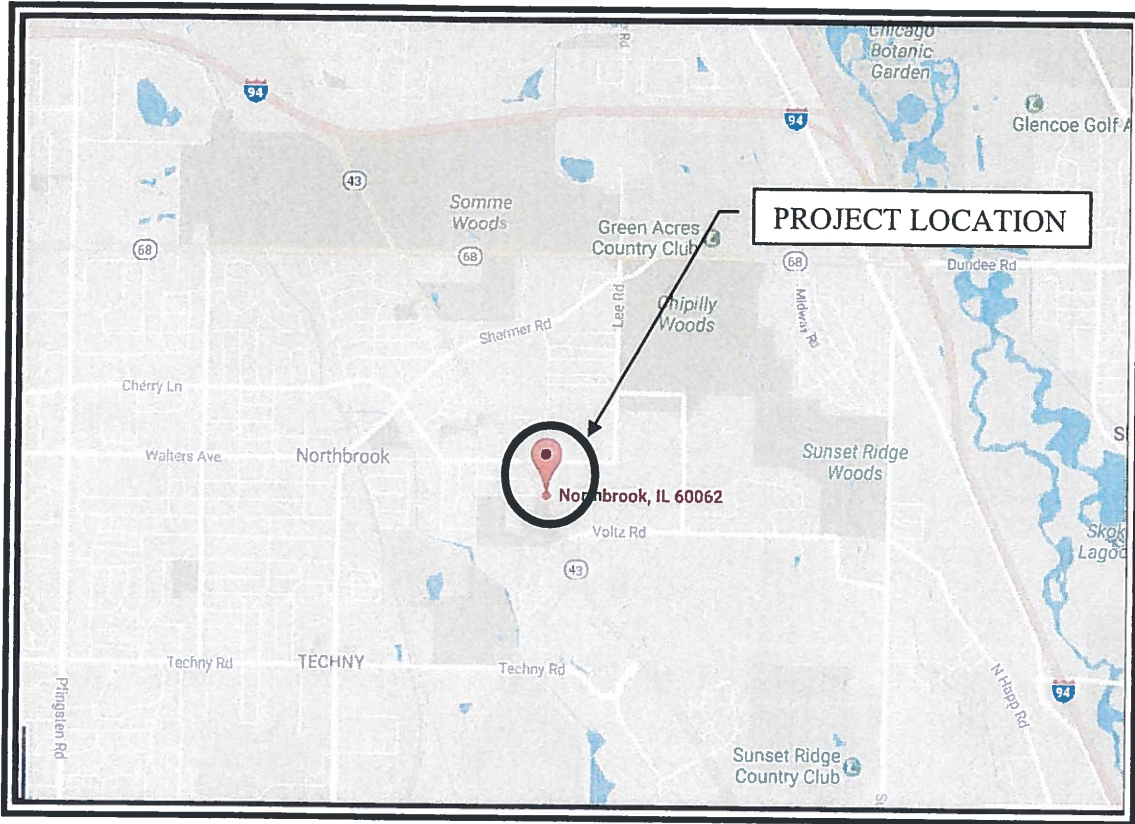 Rd
Chicago
Botanic
Garden
94
94
Glencoe Golf
43
Somme
Woods
PROJECT LOCATION
Green Acres
Country Club
68
68
68
Dundee Rd
Lee Rd
Chipilly
Woods
Midway Rd
Shermer Rd
Cherry Ln
Walters Ave
Northbrook
Sunset Ridge
Woods
Northbrook, IL 60062
Voltz Rd
43
Techny Rd
TECHNY
Techny Rd
Pfingsten Rd
N Happ Rd
94
Sunset Ridge
Country Club